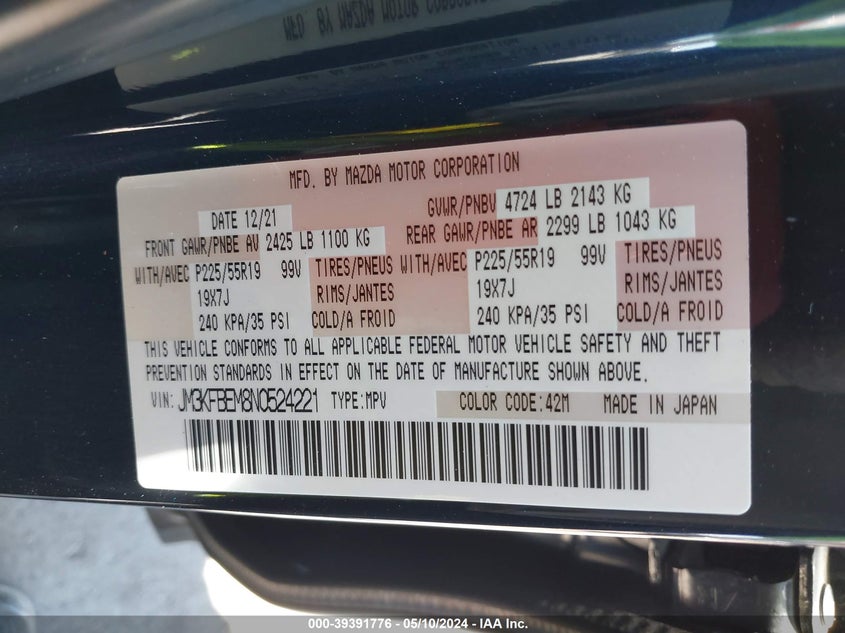 MFD. BY MAZDA MOTOR CORPORATION
DATE 12/21 GVWR/PNBV 4724 LB 2143 KG
FRONT GAWR/PNBE AV 2425 LB 1100 KG REAR GAWR/PNBE AR 2299 LB 1043 KG
WITH/AVEC P225/55R19 99V TIRES/PNEUS WITH/AVEC P225/55R19 99V TIRES/PNEUS
19X7J RIMS/JANTES 19X7J RIMS/JANTES
240 KPA/35 PSI COLD/A FROID 240 KPA/35 PSI COLD/A FROID
THIS VEHICLE CONFORMS TO ALL APPLICABLE FEDERAL MOTOR VEHICLE SAFETY AND THEFT
PREVENTION STANDARDS IN EFFECT ON THE DATE OF MANUFACTURE SHOWN ABOVE.
VIN: JM3KFBEM8N0524221 TYPE:MPV COLOR CODE:42M MADE IN JAPAN
000-39391776 — 05/10/2024 — IAA Inc.